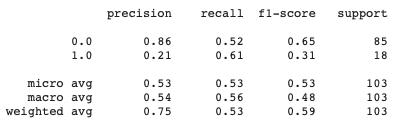 precision recall f1-score support
0.0 0.86 0.52 0.65 85
1.0 0.21 0.61 0.31 18
micro avg 0.53 0.53 0.53 103
macro avg 0.54 0.56 0.48 103
weighted avg 0.75 0.53 0.59 103